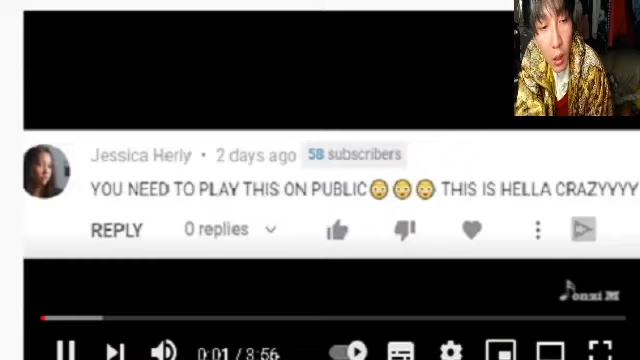 Jessica Herly • 2 days ago 58 subscribers
YOU NEED TO PLAY THIS ON PUBLIC😳😳😳 THIS IS HELLA CRAZYYYY
REPLY 0 replies
onxi M
0:01 / 3:56